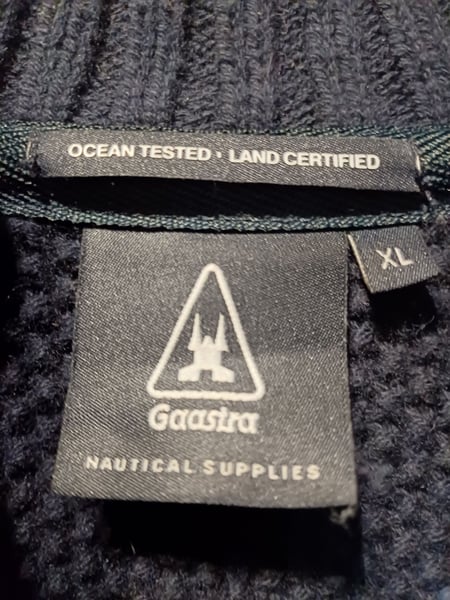 OCEAN TESTED • LAND CERTIFIED
XL
Gaastra
NAUTICAL SUPPLIES